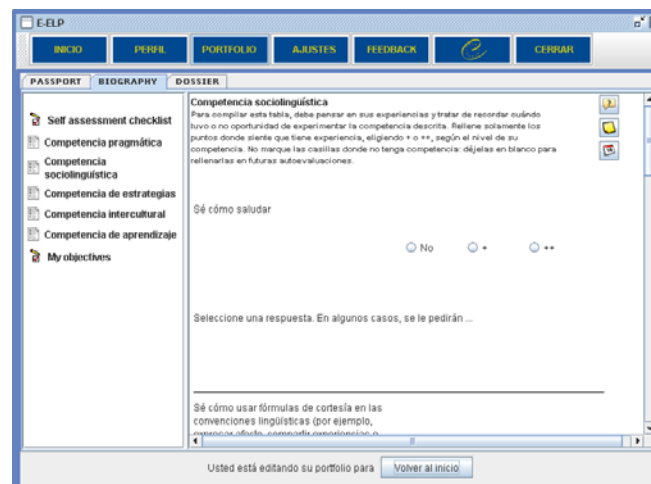 E-ELP
INICIO PERFIL PORTFOLIO AJUSTES FEEDBACK e CERRAR
PASSPORT BIOGRAPHY DOSSIER
Self assessment checklist
Competencia pragmática
Competencia
sociolingüística
Competencia de estrategias
Competencia intercultural
Competencia de aprendizaje
My objectives
Competencia sociolingüística
Para compilar esta tabla, debe pensar en sus experiencias y tratar de recordar cuándo
tuvo o no oportunidad de experimentar la competencia descrita. Rellene solamente los
puntos donde siente que tiene experiencia, eligiendo + o ++, según el nivel de su
competencia. No marque las casillas donde no tenga competencia: déjelas en blanco para
rellenarlas en futuras autoevaluaciones.
Sé cómo saludar
No + ++
Seleccione una respuesta. En algunos casos, se le pedirán ...
Sé cómo usar fórmulas de cortesía en las
convenciones lingüísticas (por ejemplo,
expresar afecto, compartir experiencias o
Usted está editando su portfolio para Volver al inicio